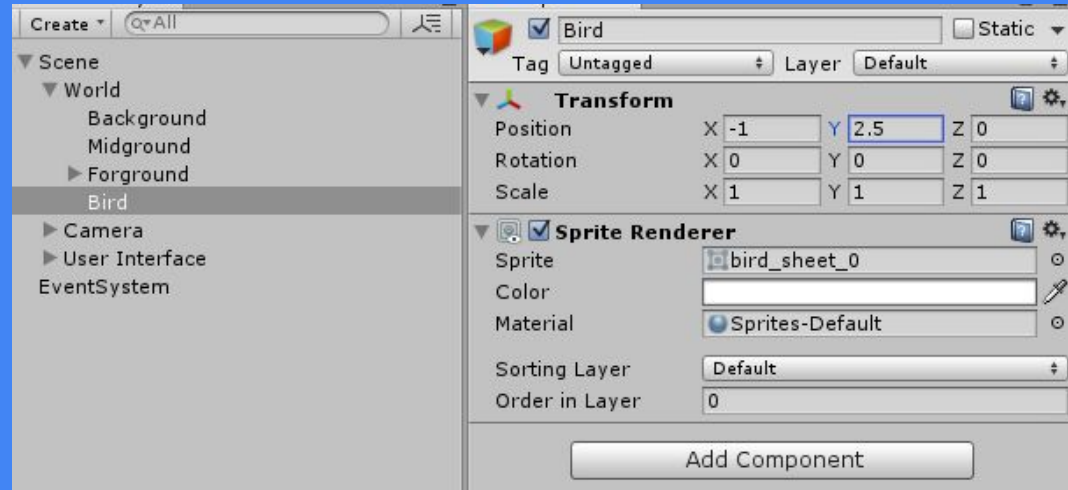 Create
All
Scene
World
Background
Midground
Forground
Bird
Camera
User Interface
EventSystem
Bird Static
Tag Untagged Layer Default
Transform
Position X -1 Y 2.5 Z 0
Rotation X 0 Y 0 Z 0
Scale X 1 Y 1 Z 1
Sprite Renderer
Sprite bird_sheet_0
Color
Material Sprites-Default
Sorting Layer Default
Order in Layer 0
Add Component